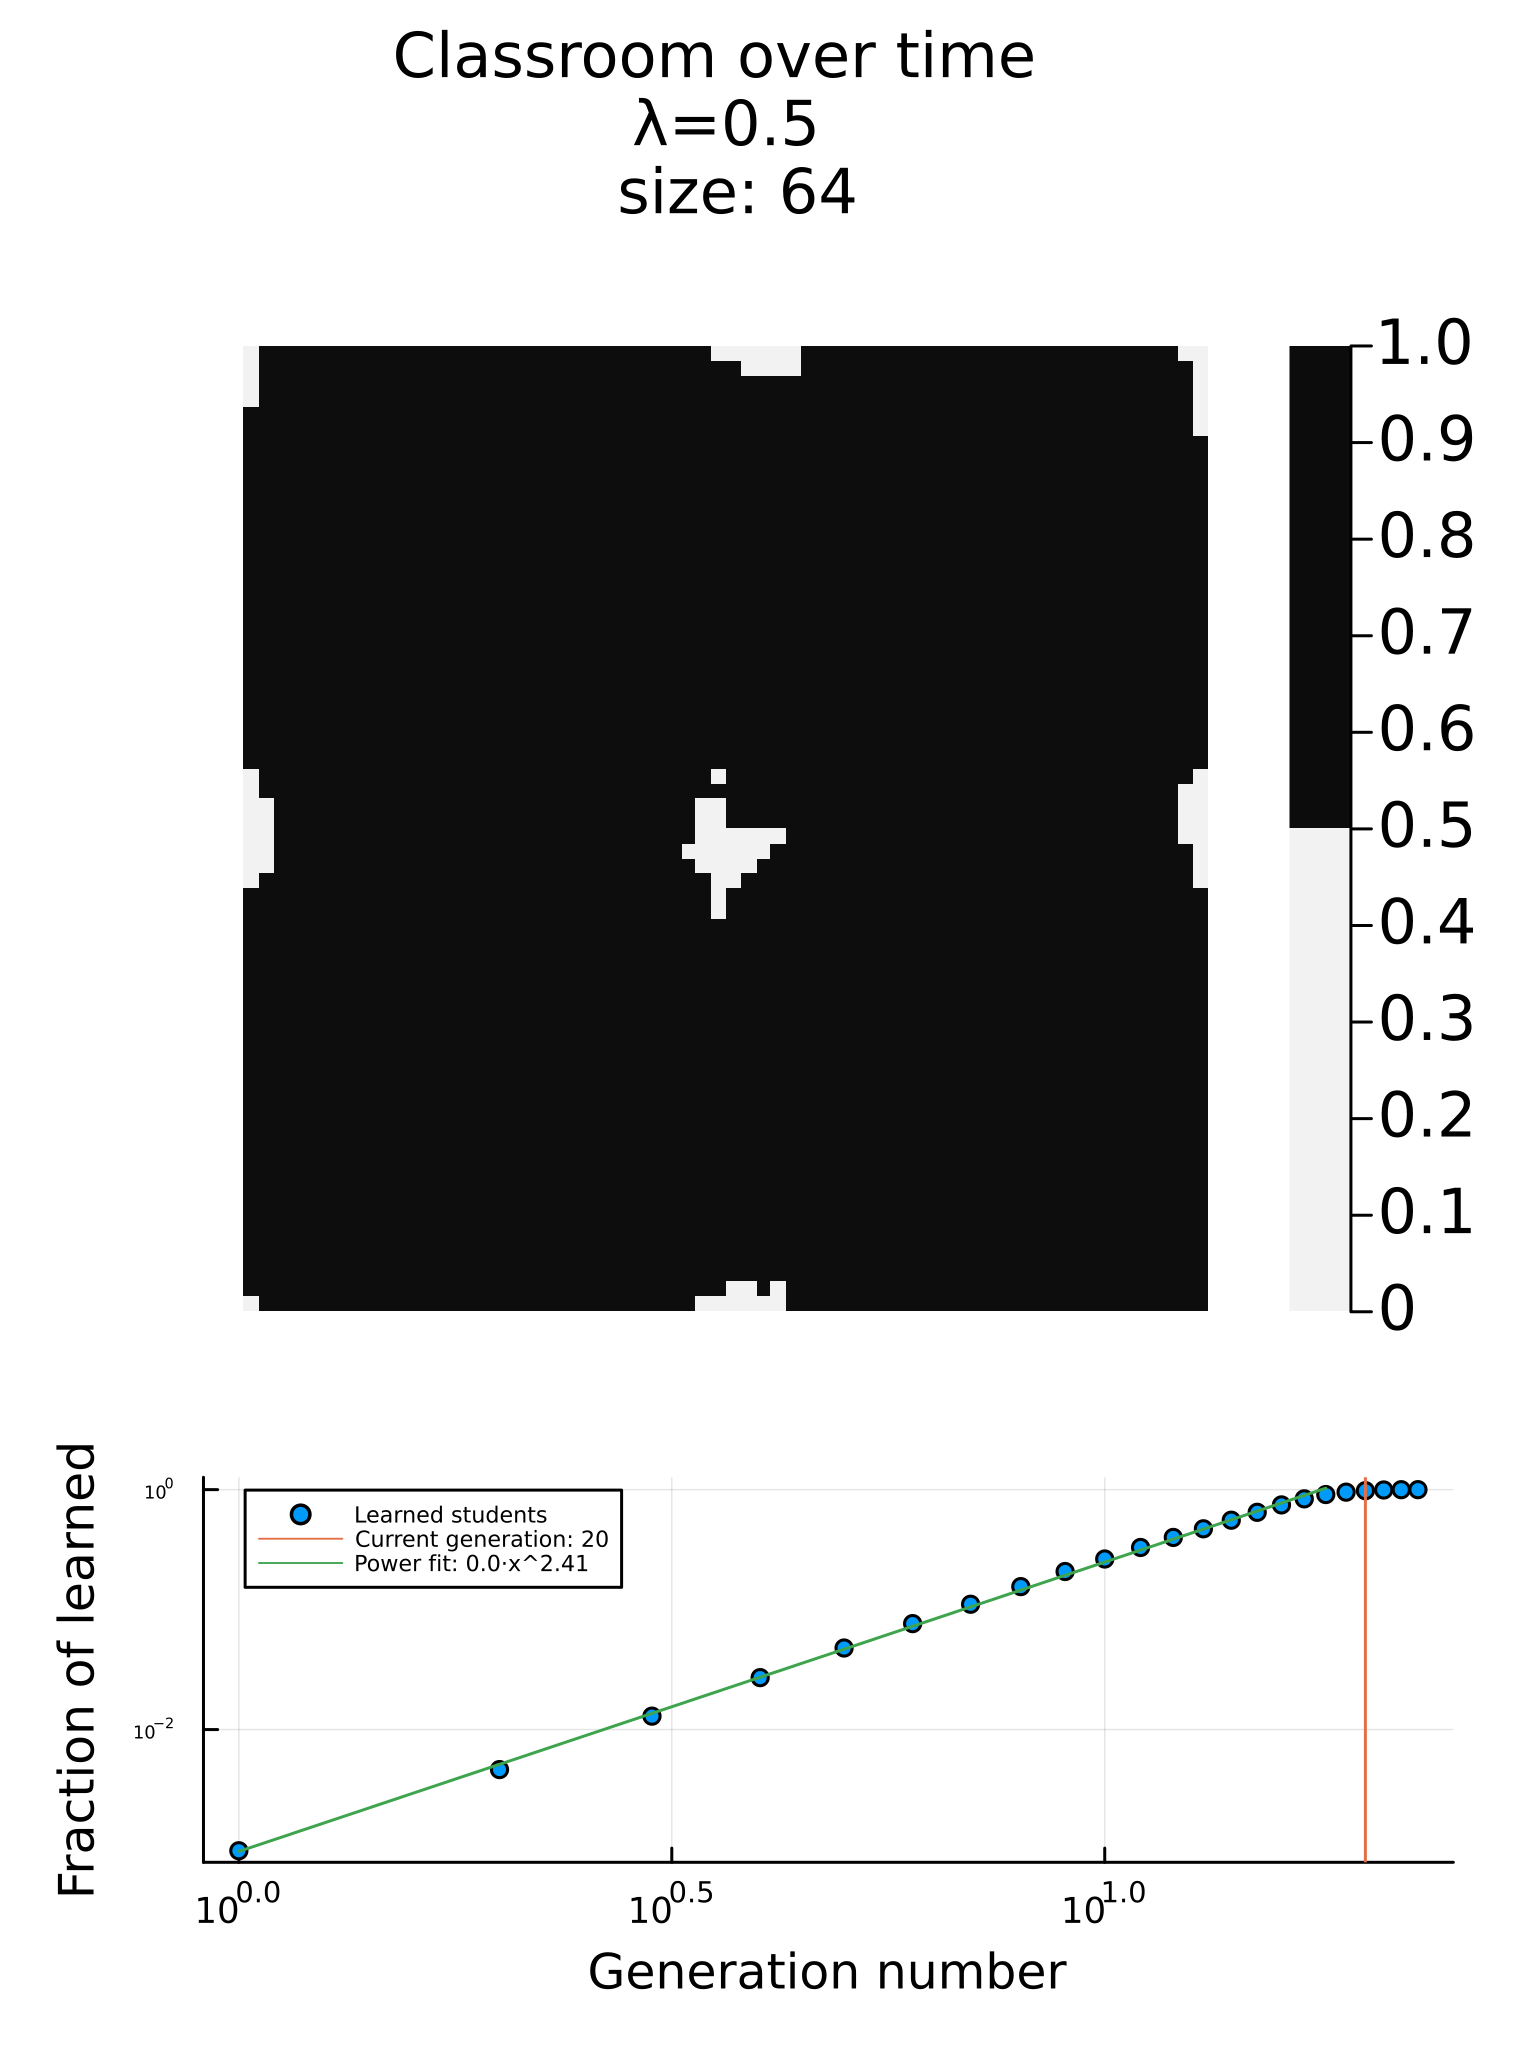 Classroom over time
λ=0.5
size: 64
1.0
0.9
0.8
0.7
0.6
0.5
0.4
0.3
0.2
0.1
0
Fraction of learned
10^0
10^−2
Learned students
Current generation: 20
Power fit: 0.0·x^2.41
10^0.0
10^0.5
10^1.0
Generation number